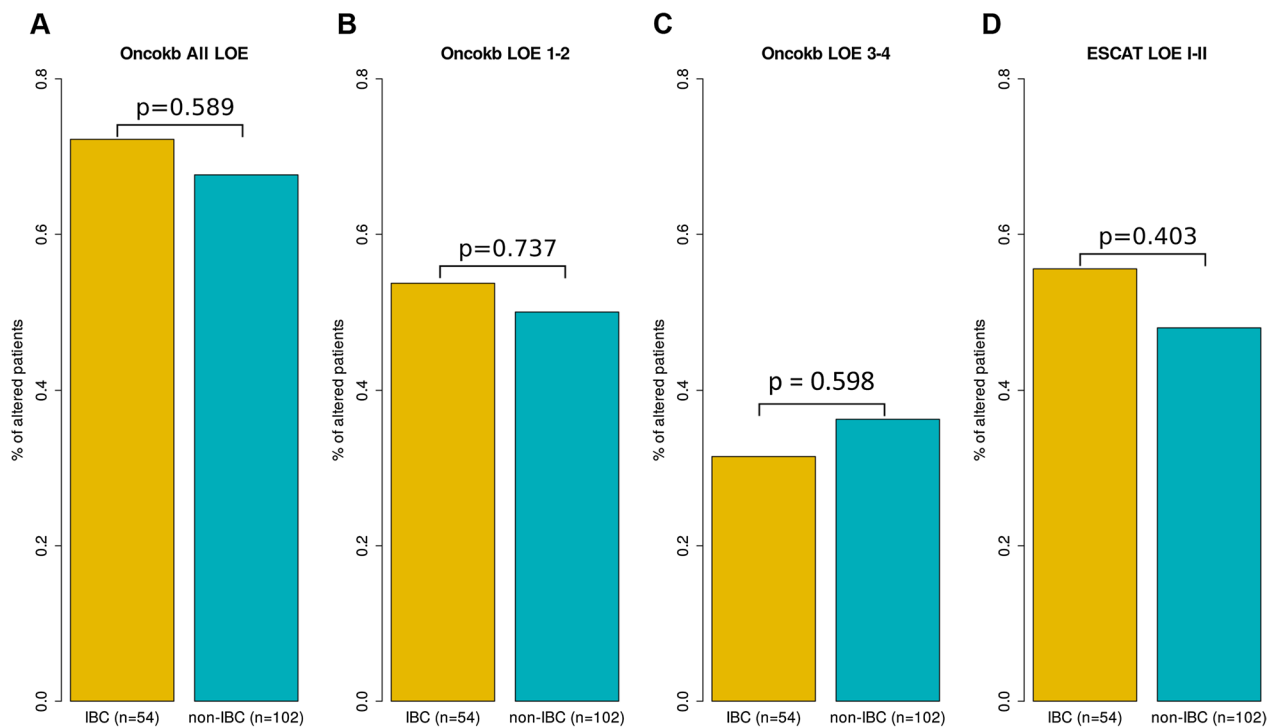 A
Oncokb All LOE
p=0.589
% of altered patients
0.8
0.6
0.4
0.2
0.0
IBC (n=54)
non-IBC (n=102)
B
Oncokb LOE 1-2
p=0.737
% of altered patients
0.8
0.6
0.4
0.2
0.0
IBC (n=54)
non-IBC (n=102)
C
Oncokb LOE 3-4
p = 0.598
% of altered patients
0.8
0.6
0.4
0.2
0.0
IBC (n=54)
non-IBC (n=102)
D
ESCAT LOE I-II
p=0.403
% of altered patients
0.8
0.6
0.4
0.2
0.0
IBC (n=54)
non-IBC (n=102)